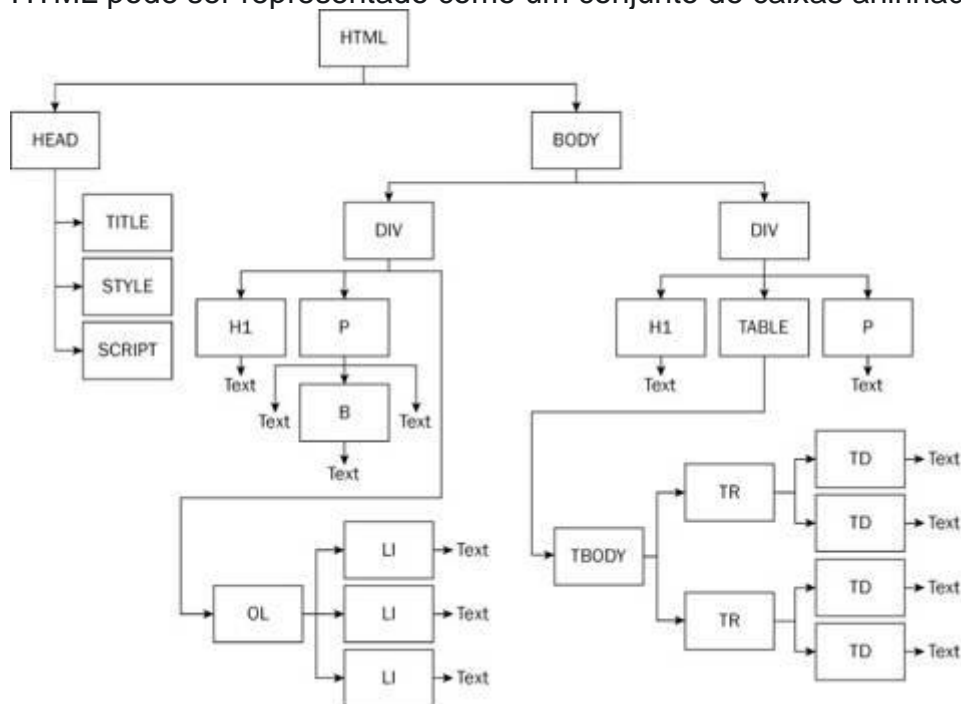 HTML pode ser representado como um conjunto de caixas aninhad
HTML
HEAD BODY
TITLE DIV DIV
STYLE
H1 P H1 TABLE P
SCRIPT
Text Text Text
Text B Text
Text
TD Text
TR
TD Text
LI Text TBODY
TD Text
OL LI Text TR
TD Text
LI Text